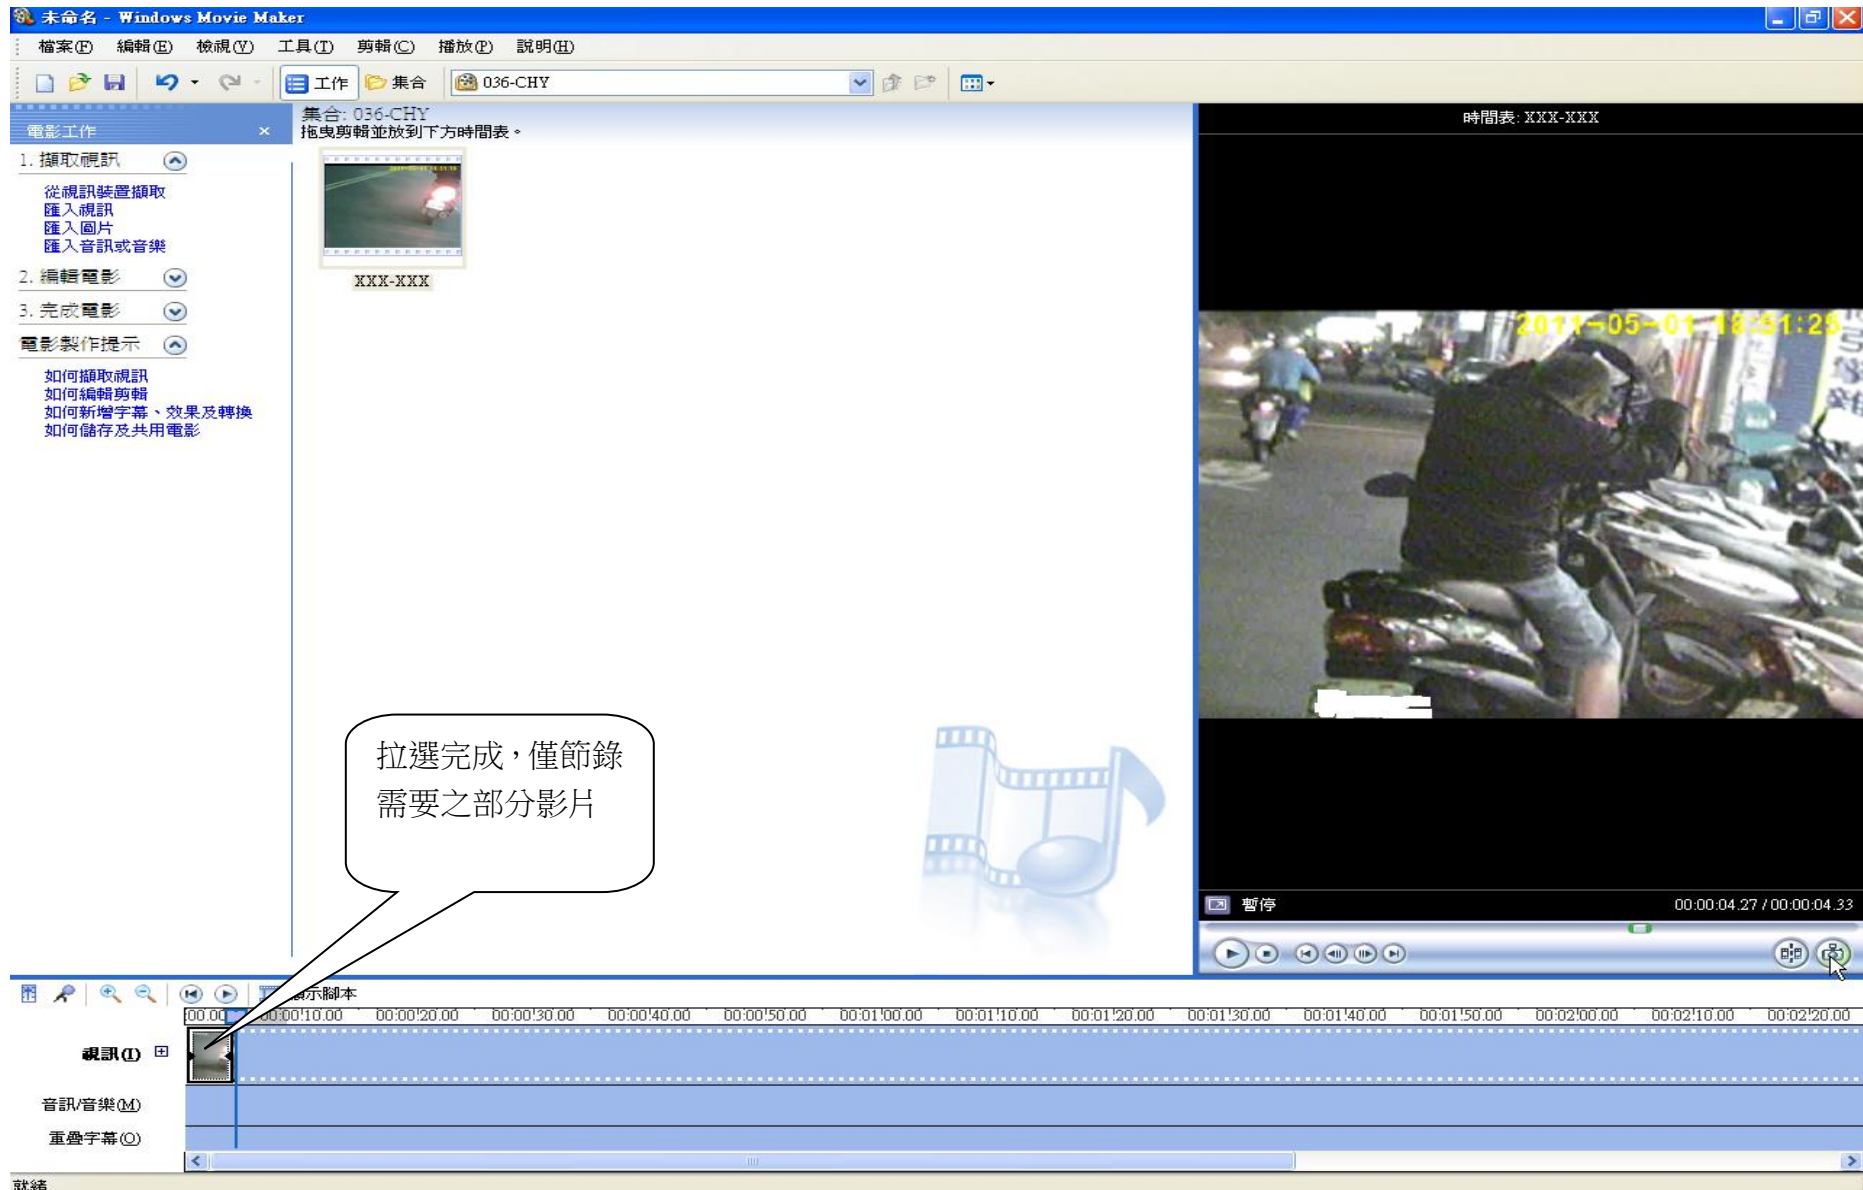 未命名 - Windows Movie Maker
檔案(F) 編輯(E) 檢視(V) 工具(T) 剪輯(C) 播放(P) 說明(H)
工作 集合 036-CHY
電影工作
1. 擷取視訊
從視訊裝置擷取
匯入視訊
匯入圖片
匯入音訊或音樂
2. 編輯電影
3. 完成電影
電影製作提示
如何擷取視訊
如何編輯剪輯
如何新增字幕、效果及轉換
如何儲存及共用電影
集合: 036-CHY
拖曳剪輯並放到下方時間表。
XXX-XXX
時間表: XXX-XXX
2011-05-01 18:51:25
拉選完成，僅節錄
需要之部分影片
暫停 00:00:04.27 / 00:00:04.33
示腳本
00:00:10.00 00:00:20.00 00:00:30.00 00:00:40.00 00:00:50.00 00:01:00.00 00:01:10.00 00:01:20.00 00:01:30.00 00:01:40.00 00:01:50.00 00:02:00.00 00:02:10.00 00:02:20.00
視訊(I)
音訊/音樂(M)
重疊字幕(O)
就緒